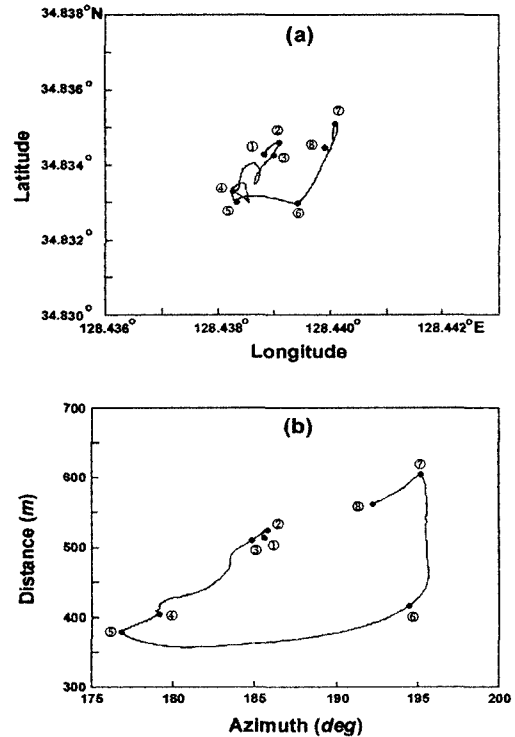 (a)
34.838°N
34.836°
34.834°
34.832°
34.830°
Latitude
① ② ③ ④ ⑤ ⑥ ⑦ ⑧
128.436° 128.438° 128.440° 128.442°E
Longitude
(b)
700
600
500
400
300
Distance (m)
① ② ③ ④ ⑤ ⑥ ⑦ ⑧
175 180 185 190 195 200
Azimuth (deg)